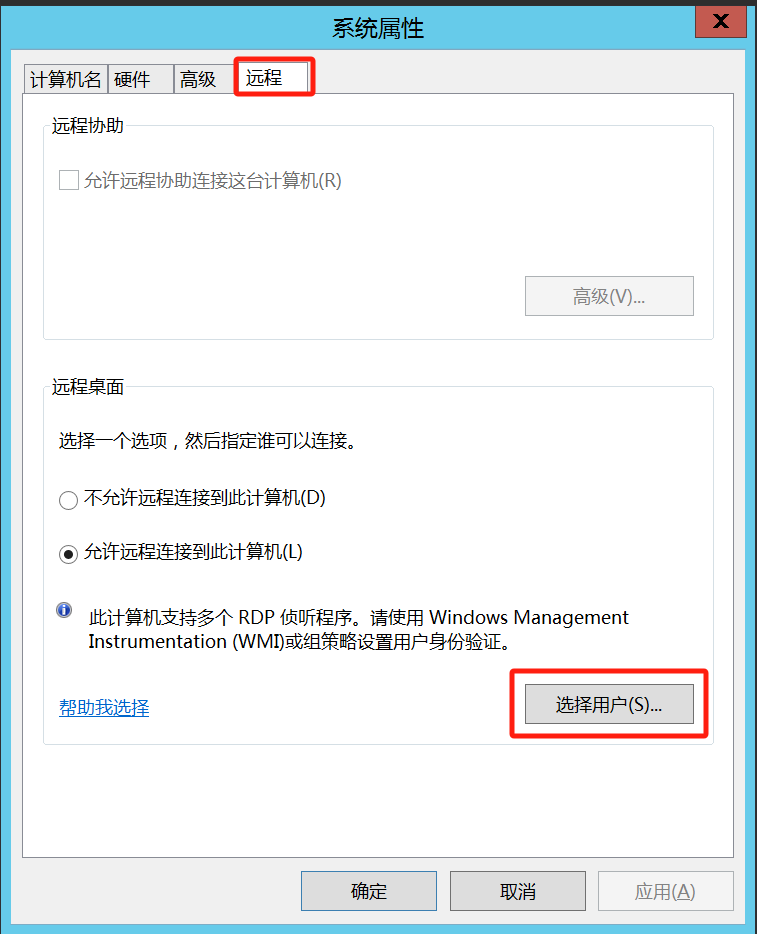 系统属性
计算机名 硬件 高级 远程
远程协助
允许远程协助连接这台计算机(R)
高级(V)...
远程桌面
选择一个选项，然后指定谁可以连接。
不允许远程连接到此计算机(D)
允许远程连接到此计算机(L)
此计算机支持多个 RDP 侦听程序。请使用 Windows Management
Instrumentation (WMI)或组策略设置用户身份验证。
帮助我选择
选择用户(S)...
确定 取消 应用(A)